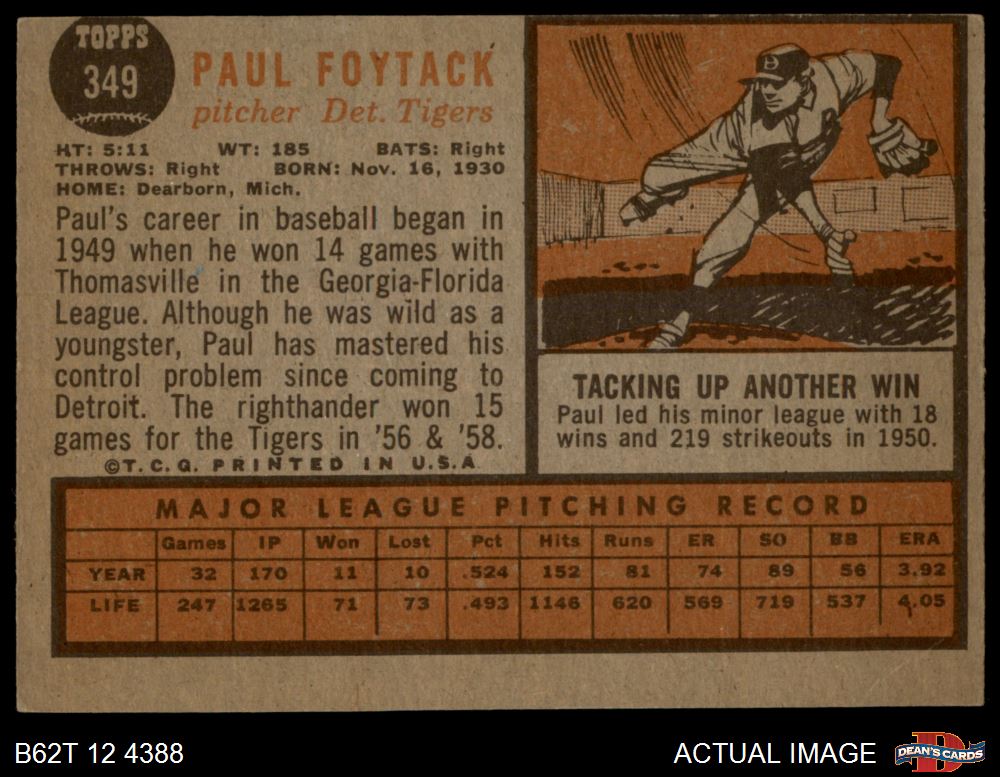 TOPPS
349
PAUL FOYTACK
pitcher Det. Tigers
HT: 5:11 WT: 185 BATS: Right
THROWS: Right BORN: Nov. 16, 1930
HOME: Dearborn, Mich.
Paul's career in baseball began in
1949 when he won 14 games with
Thomasville in the Georgia-Florida
League. Although he was wild as a
youngster, Paul has mastered his
control problem since coming to
Detroit. The righthander won 15
games for the Tigers in '56 & '58.
©T.C.G. PRINTED IN U.S.A
D
TACKING UP ANOTHER WIN
Paul led his minor league with 18
wins and 219 strikeouts in 1950.
MAJOR LEAGUE PITCHING RECORD
Games IP Won Lost Pct Hits Runs ER SO BB ERA
YEAR 32 170 11 10 .524 152 81 74 89 56 3.92
LIFE 247 1265 71 73 .493 1146 620 569 719 537 4.05
B62T 12 4388
ACTUAL IMAGE
D
DEAN'S CARDS